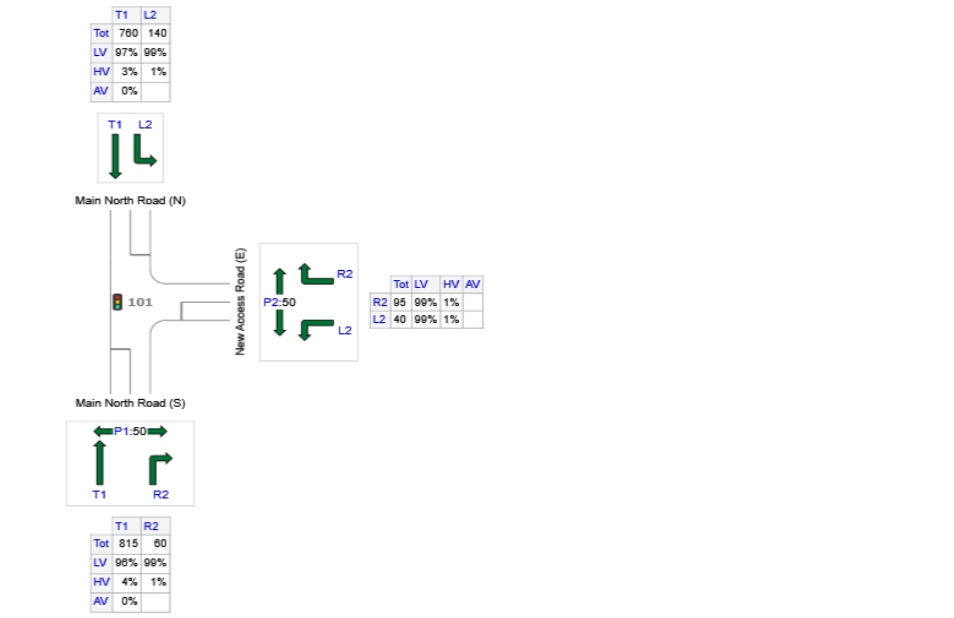 T1 L2
Tot 760 140
LV 97% 99%
HV 3% 1%
AV 0%
T1 L2
Main North Road (N)
101
New Access Road (E)
R2
P2:50
L2
Tot LV HV AV
R2 95 99% 1%
L2 40 99% 1%
Main North Road (S)
P1:50
T1 R2
T1 R2
Tot 815 60
LV 96% 99%
HV 4% 1%
AV 0%